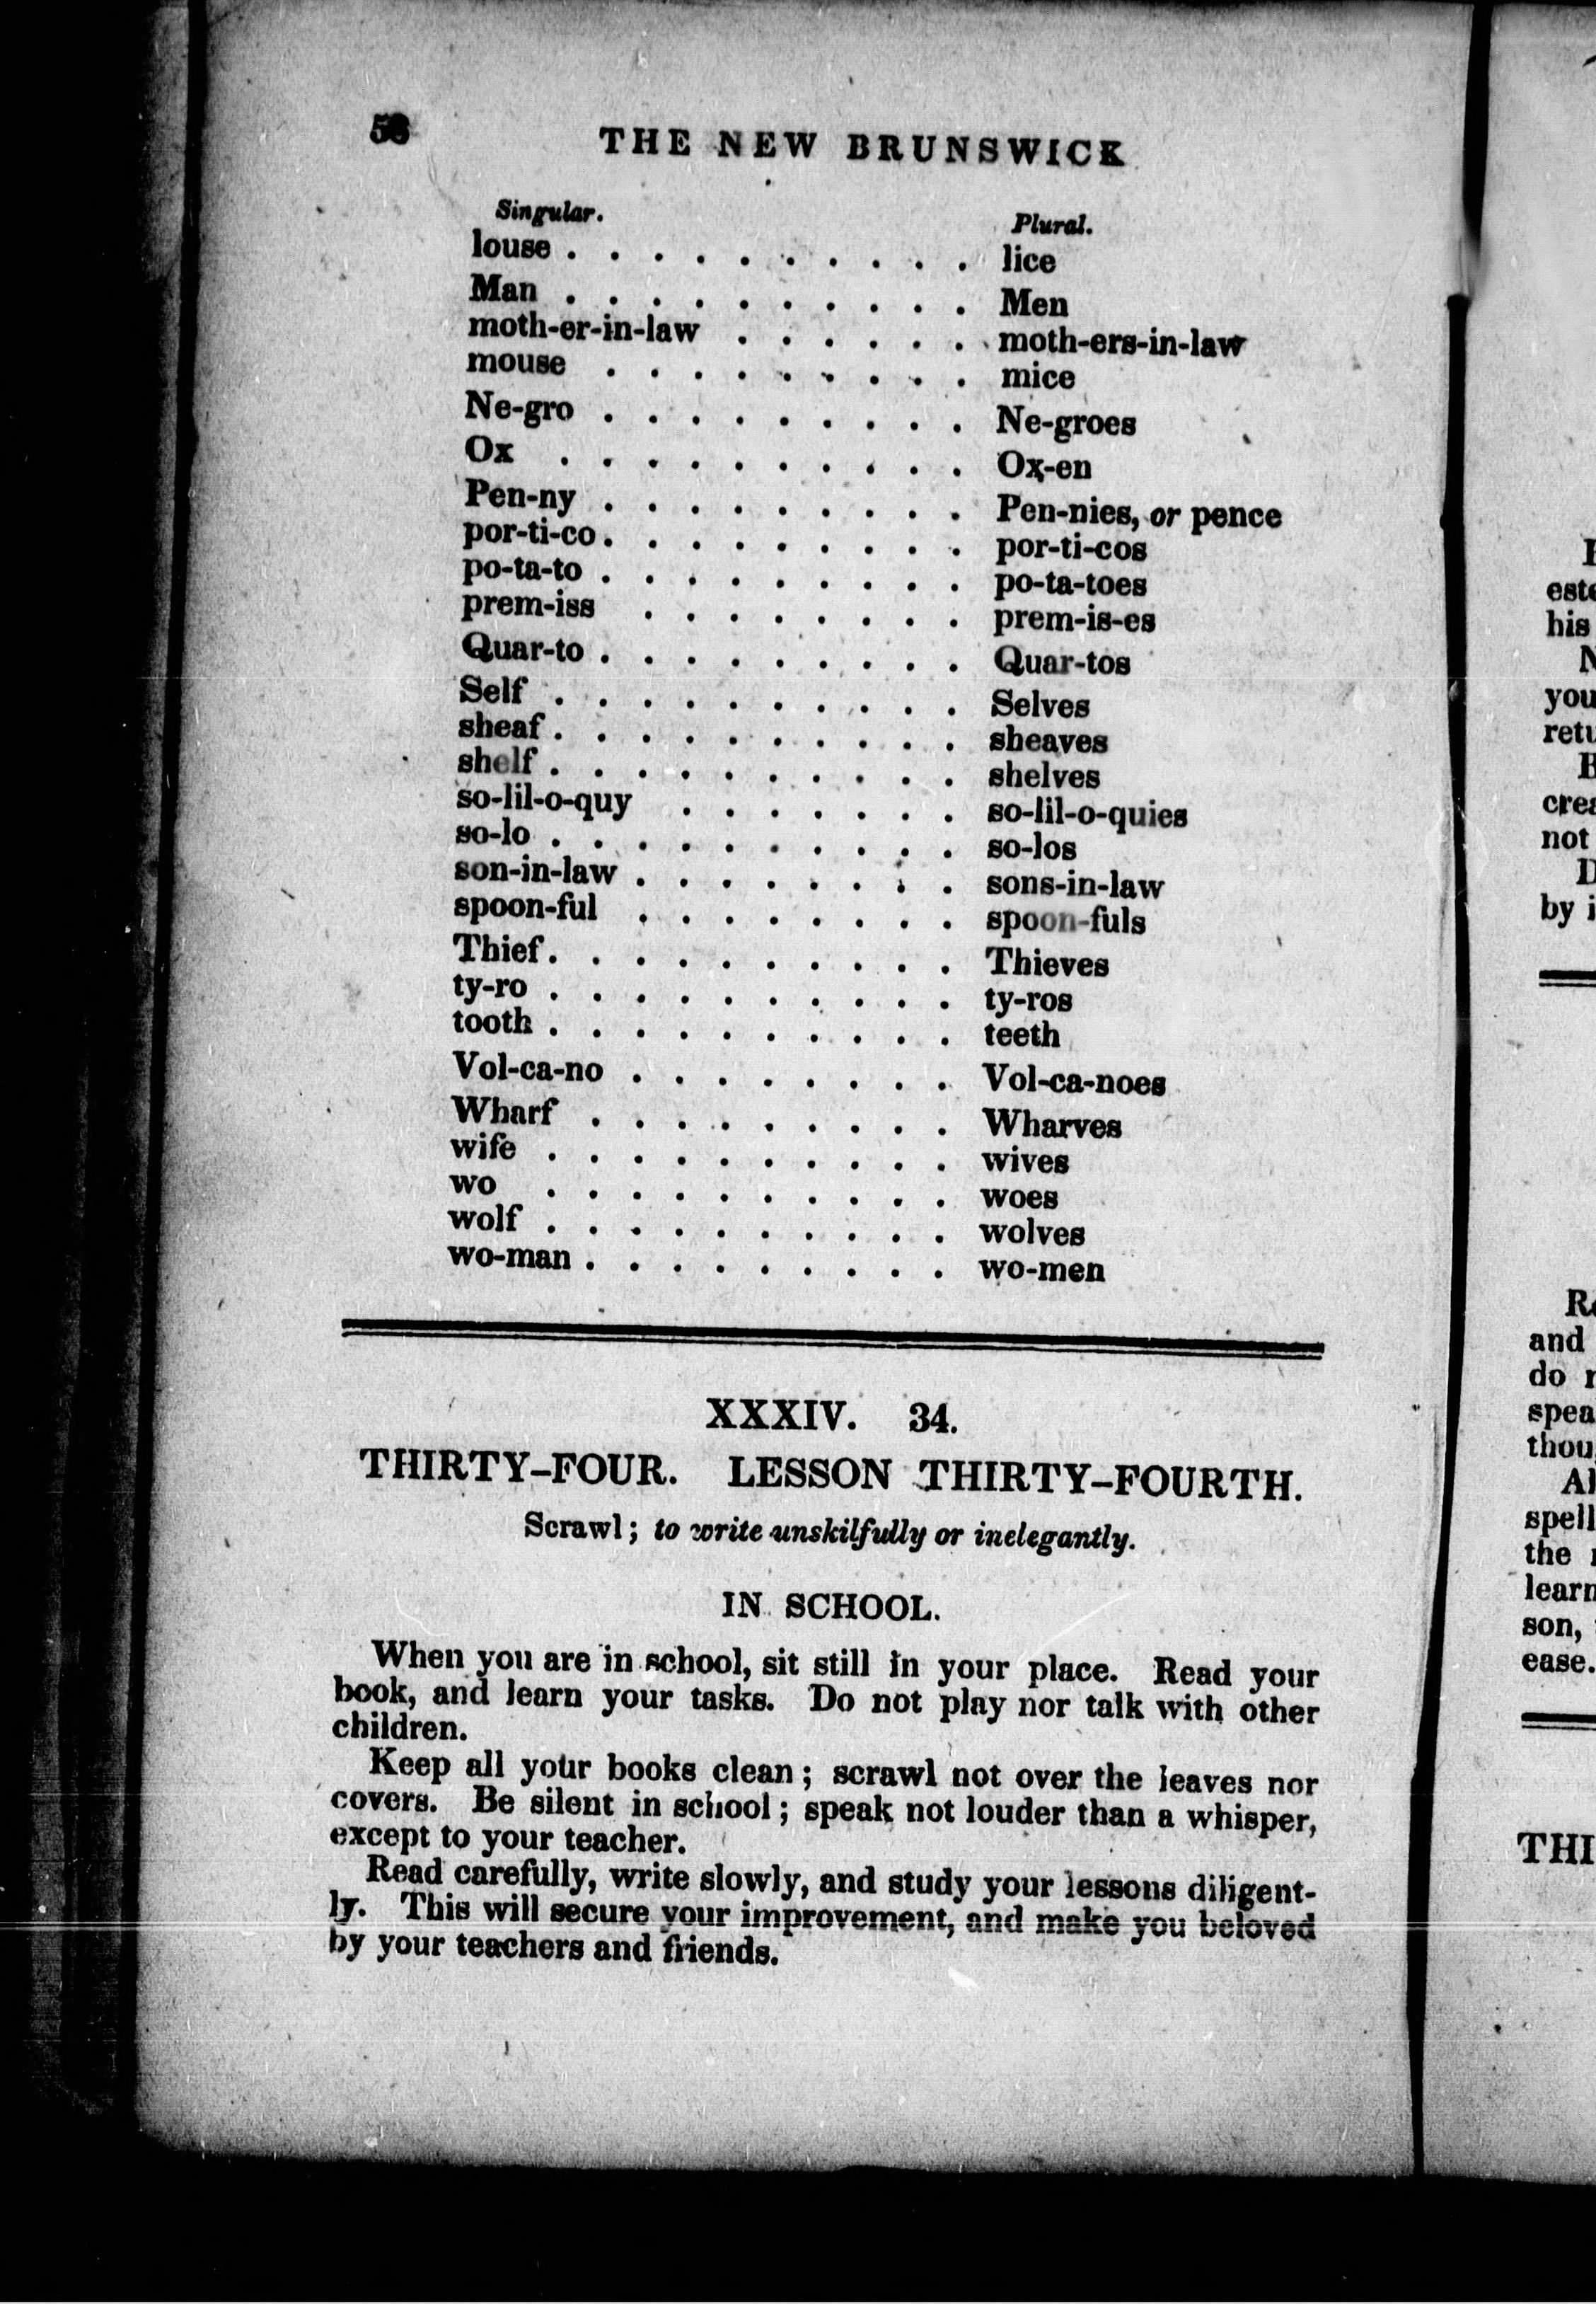 THE NEW BRUNSWICK
Singular. Plural.
louse . . . . . . . . . . lice
Man . . . . . . . . . . Men
moth-er-in-law . . . . . . moth-ers-in-law
mouse . . . . . . . . . mice
Ne-gro . . . . . . . . . Ne-groes
Ox . . . . . . . . . . Ox-en
Pen-ny . . . . . . . . . Pen-nies, or pence
por-ti-co . . . . . . . . . por-ti-cos
po-ta-to . . . . . . . . . po-ta-toes
prem-iss . . . . . . . . prem-is-es
Quar-to . . . . . . . . . Quar-tos
Self . . . . . . . . . . Selves
sheaf . . . . . . . . . . sheaves
shelf . . . . . . . . . . shelves
so-lil-o-quy . . . . . . . so-lil-o-quies
so-lo . . . . . . . . . . so-los
son-in-law . . . . . . . . sons-in-law
spoon-ful . . . . . . . . spoon-fuls
Thief . . . . . . . . . . Thieves
ty-ro . . . . . . . . . . ty-ros
tooth . . . . . . . . . . teeth
Vol-ca-no . . . . . . . . Vol-ca-noes
Wharf . . . . . . . . . Wharves
wife . . . . . . . . . . wives
wo . . . . . . . . . . woes
wolf . . . . . . . . . . wolves
wo-man . . . . . . . . . wo-men
XXXIV. 34.
THIRTY-FOUR. LESSON THIRTY-FOURTH.
Scrawl; to write unskilfully or inelegantly.
IN SCHOOL.
When you are in school, sit still in your place. Read your
book, and learn your tasks. Do not play nor talk with other
children.
Keep all your books clean; scrawl not over the leaves nor
covers. Be silent in school; speak not louder than a whisper,
except to your teacher.
Read carefully, write slowly, and study your lessons diligent-
ly. This will secure your improvement, and make you beloved
by your teachers and friends.
his
you
not
by
and
do
the
son,
ease.